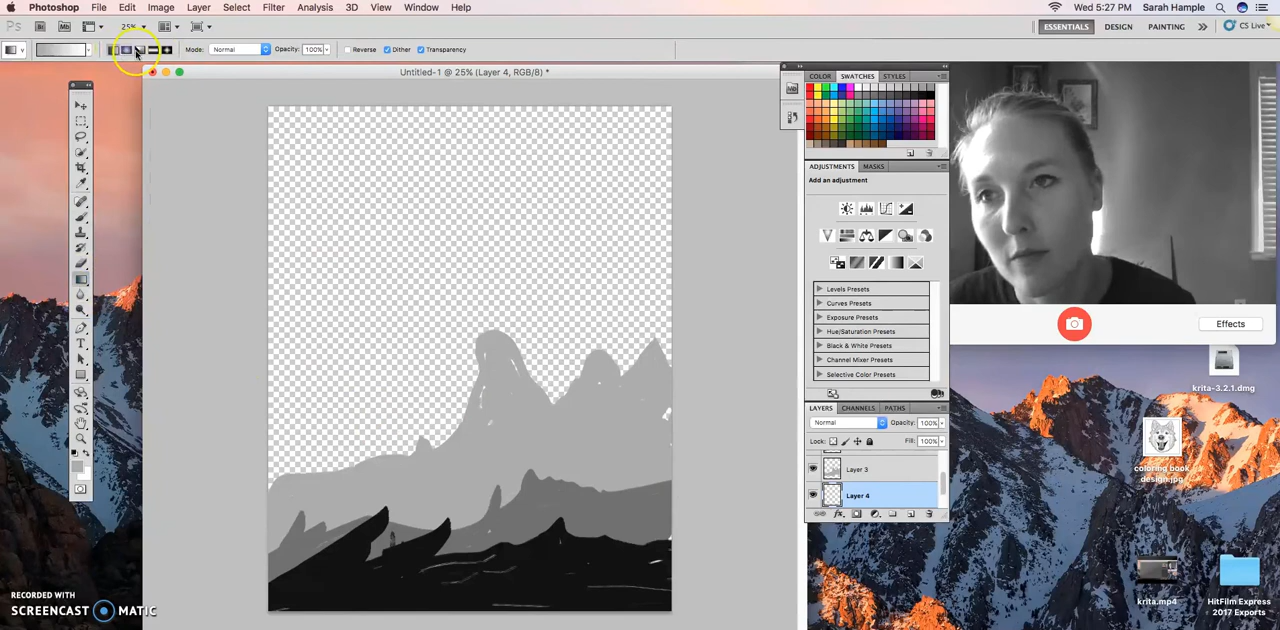 Photoshop File Edit Image Layer Select Filter Analysis 3D View Window Help Wed 5:27 PM Sarah Hample
Ps Br Mb 25% ESSENTIALS DESIGN PAINTING >> CS Live
Mode: Normal Opacity: 100% Reverse Dither Transparency
Untitled-1 @ 25% (Layer 4, RGB/8) *
COLOR SWATCHES STYLES
ADJUSTMENTS MASKS
Add an adjustment
Levels Presets
Curves Presets
Exposure Presets
Hue/Saturation Presets
Black & White Presets
Channel Mixer Presets
Selective Color Presets
LAYERS CHANNELS PATHS
Normal Opacity: 100%
Lock: Fill: 100%
Layer 3
Layer 4
Effects
krita-3.2.1.dmg
coloring book
design.jpg
krita.mp4
HitFilm Express
2017 Exports
RECORDED WITH
SCREENCAST MATIC